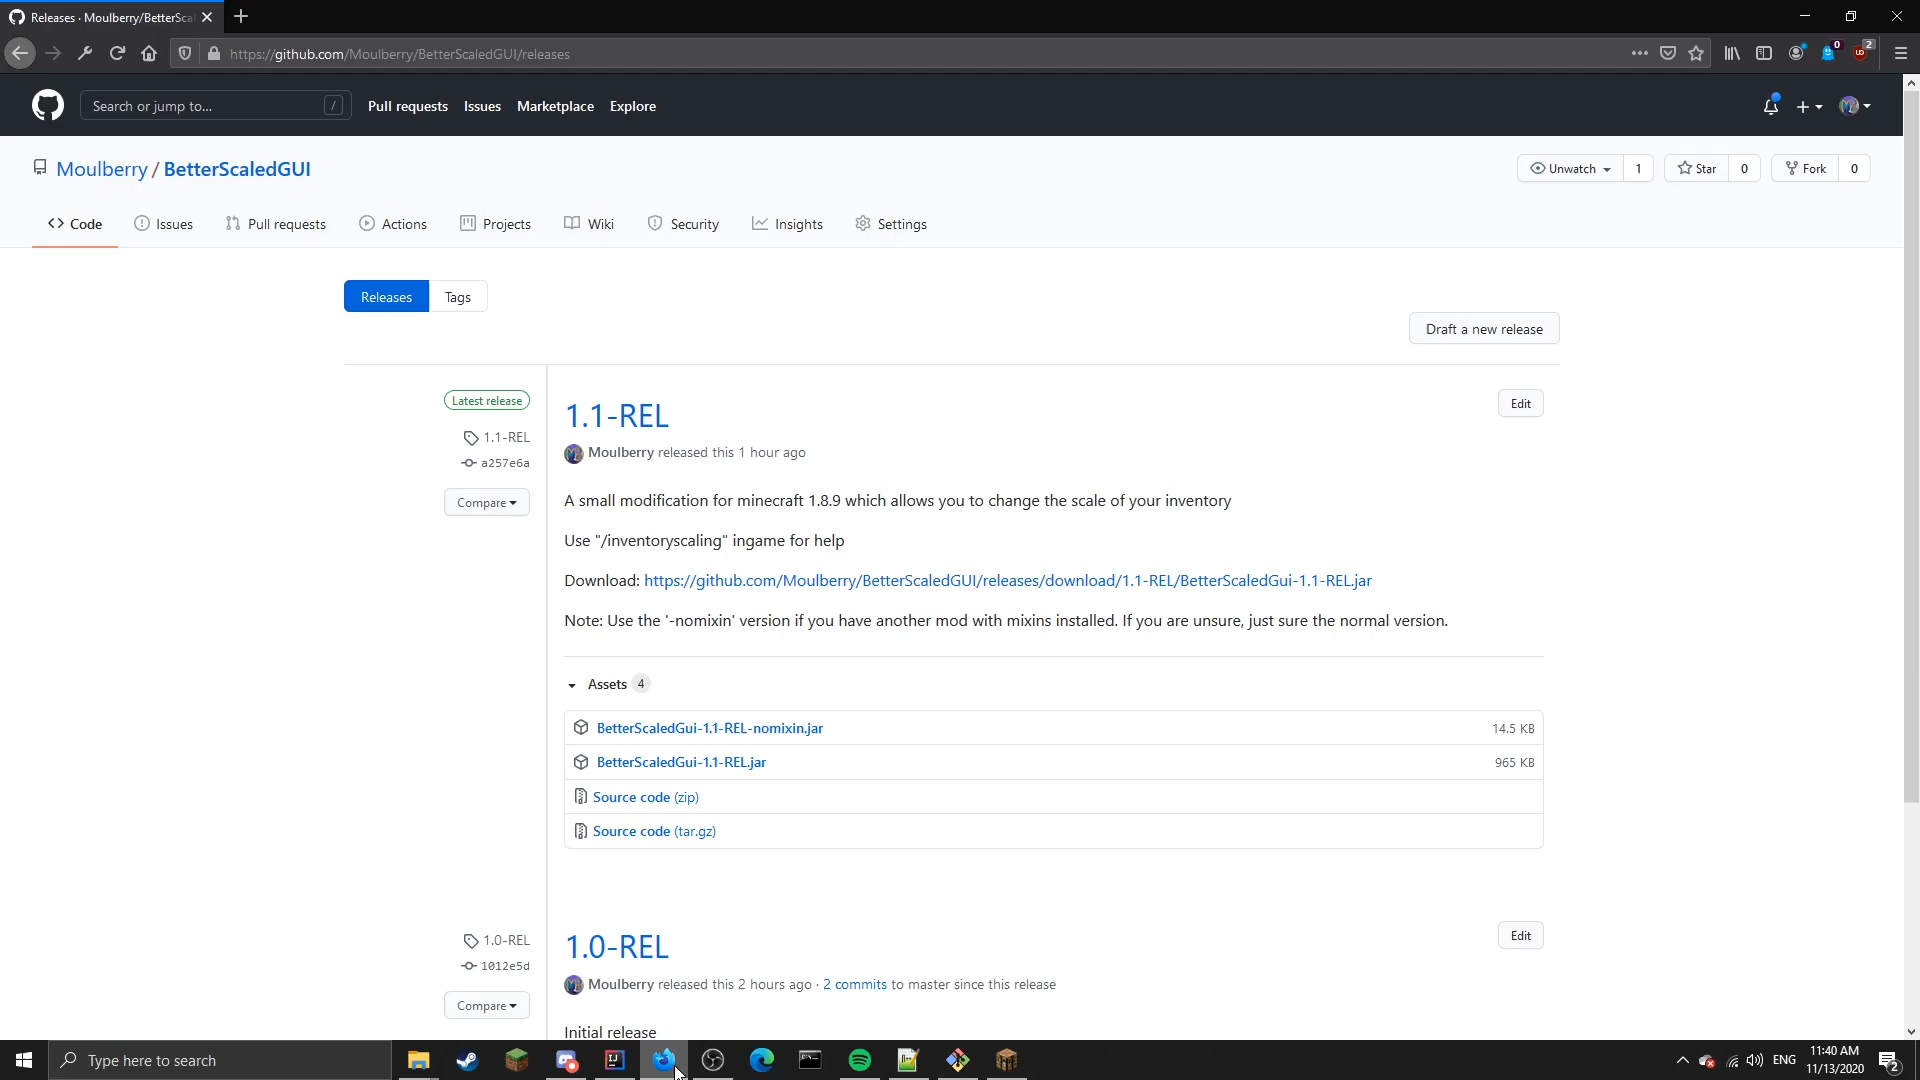 Releases · Moulberry/BetterSca
https://github.com/Moulberry/BetterScaledGUI/releases
0
2
Search or jump to...
/
Pull requests
Issues
Marketplace
Explore
Moulberry / BetterScaledGUI
Unwatch
1
Star
0
Fork
0
Code
Issues
Pull requests
Actions
Projects
Wiki
Security
Insights
Settings
Releases
Tags
Draft a new release
Latest release
1.1-REL
a257e6a
Compare
1.1-REL
Edit
Moulberry released this 1 hour ago
A small modification for minecraft 1.8.9 which allows you to change the scale of your inventory
Use "/inventoryscaling" ingame for help
Download: https://github.com/Moulberry/BetterScaledGUI/releases/download/1.1-REL/BetterScaledGui-1.1-REL.jar
Note: Use the '-nomixin' version if you have another mod with mixins installed. If you are unsure, just sure the normal version.
Assets 4
BetterScaledGui-1.1-REL-nomixin.jar 14.5 KB
BetterScaledGui-1.1-REL.jar 965 KB
Source code (zip)
Source code (tar.gz)
1.0-REL
1012e5d
Compare
1.0-REL
Edit
Moulberry released this 2 hours ago · 2 commits to master since this release
Initial release
Type here to search
IJ
ENG
11:40 AM
11/13/2020
2